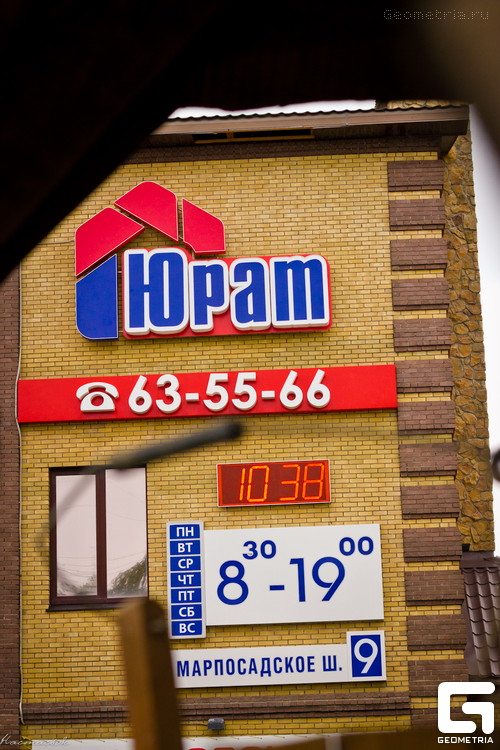 Geometria.ru
Юрат
63-55-66
10 38
ПН
ВТ
СР
ЧТ
ПТ
СБ
ВС
8 30 - 19 00
МАРПОСАДСКОЕ Ш. 9
GEOMETRIA